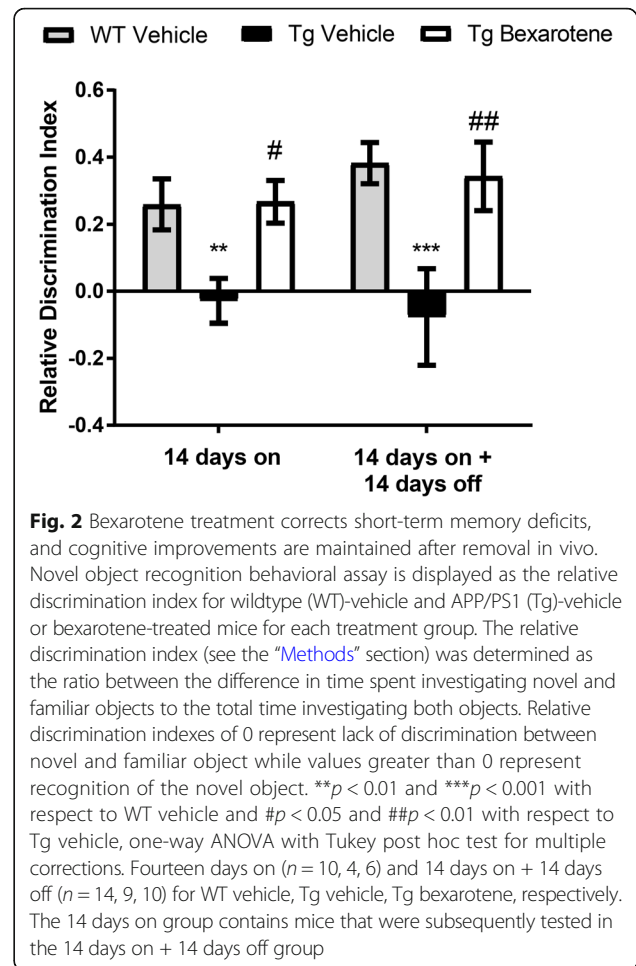 WT Vehicle Tg Vehicle Tg Bexarotene
Relative Discrimination Index
0.6
0.4
0.2
0.0
-0.2
-0.4
** # *** ##
14 days on
14 days on +
14 days off
Fig. 2 Bexarotene treatment corrects short-term memory deficits,
and cognitive improvements are maintained after removal in vivo.
Novel object recognition behavioral assay is displayed as the relative
discrimination index for wildtype (WT)-vehicle and APP/PS1 (Tg)-vehicle
or bexarotene-treated mice for each treatment group. The relative
discrimination index (see the “Methods” section) was determined as
the ratio between the difference in time spent investigating novel and
familiar objects to the total time investigating both objects. Relative
discrimination indexes of 0 represent lack of discrimination between
novel and familiar object while values greater than 0 represent
recognition of the novel object. **p < 0.01 and ***p < 0.001 with
respect to WT vehicle and #p < 0.05 and ##p < 0.01 with respect to
Tg vehicle, one-way ANOVA with Tukey post hoc test for multiple
corrections. Fourteen days on (n = 10, 4, 6) and 14 days on + 14 days
off (n = 14, 9, 10) for WT vehicle, Tg vehicle, Tg bexarotene, respectively.
The 14 days on group contains mice that were subsequently tested in
the 14 days on + 14 days off group